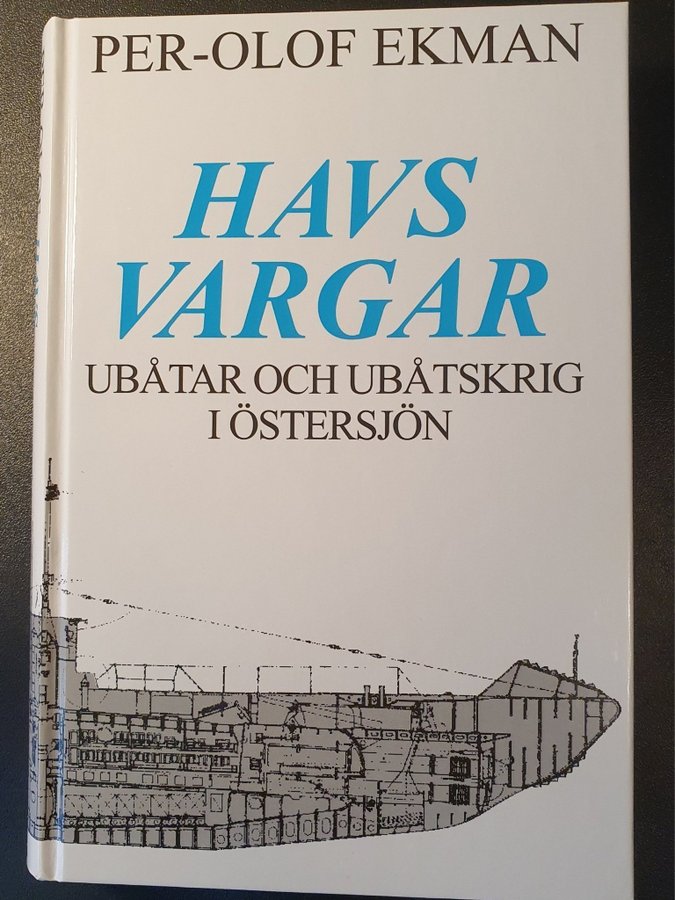 PER-OLOF EKMAN
HAVS
VARGAR
UBÅTAR OCH UBÅTSKRIG
I ÖSTERSJÖN